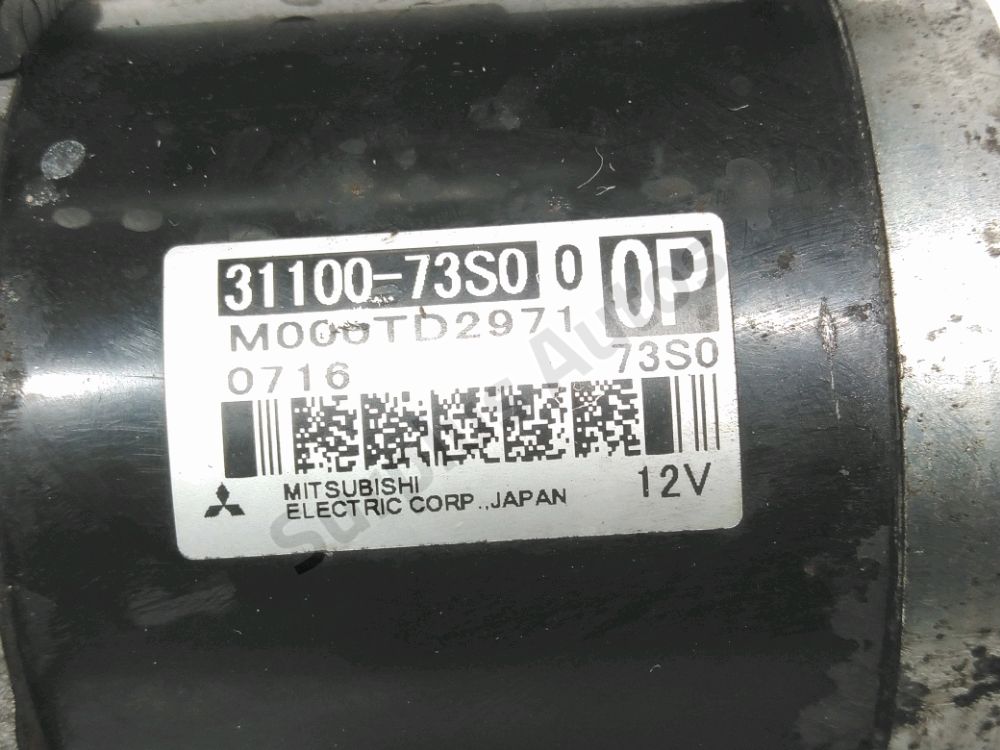 31100-73S0 0 0P
M000TD2971
0716 73S0
MITSUBISHI
ELECTRIC CORP.,JAPAN 12V